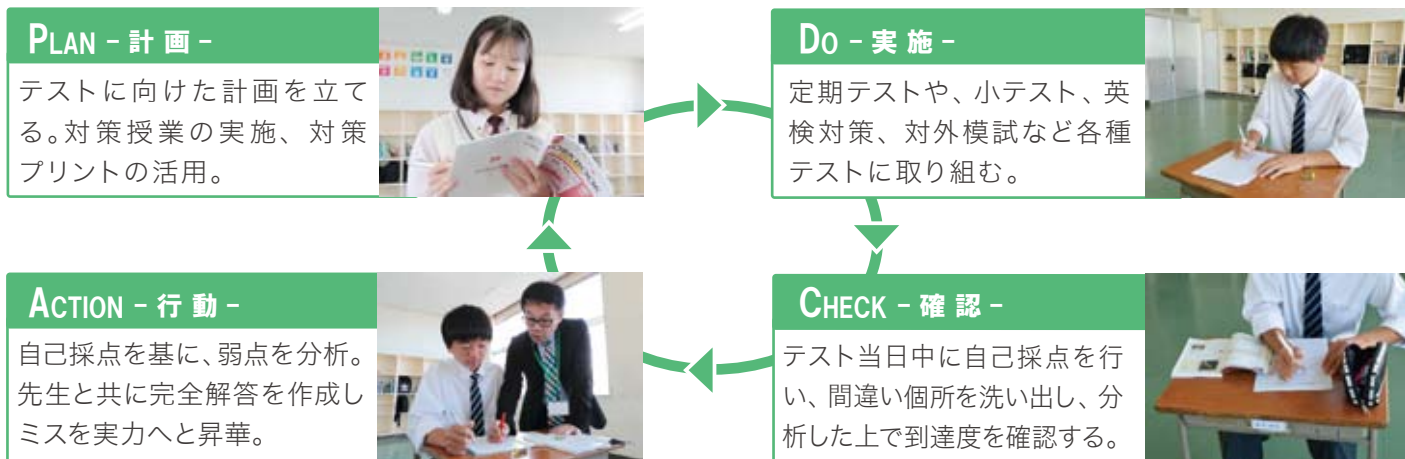 PLAN - 計画 -
テストに向けた計画を立て
る。対策授業の実施、対策
プリントの活用。
DO - 実施 -
定期テストや、小テスト、英
検対策、対外模試など各種
テストに取り組む。
ACTION - 行動 -
自己採点を基に、弱点を分析。
先生と共に完全解答を作成し
ミスを実力へと昇華。
CHECK - 確認 -
テスト当日中に自己採点を行
い、間違い個所を洗い出し、分
析した上で到達度を確認する。